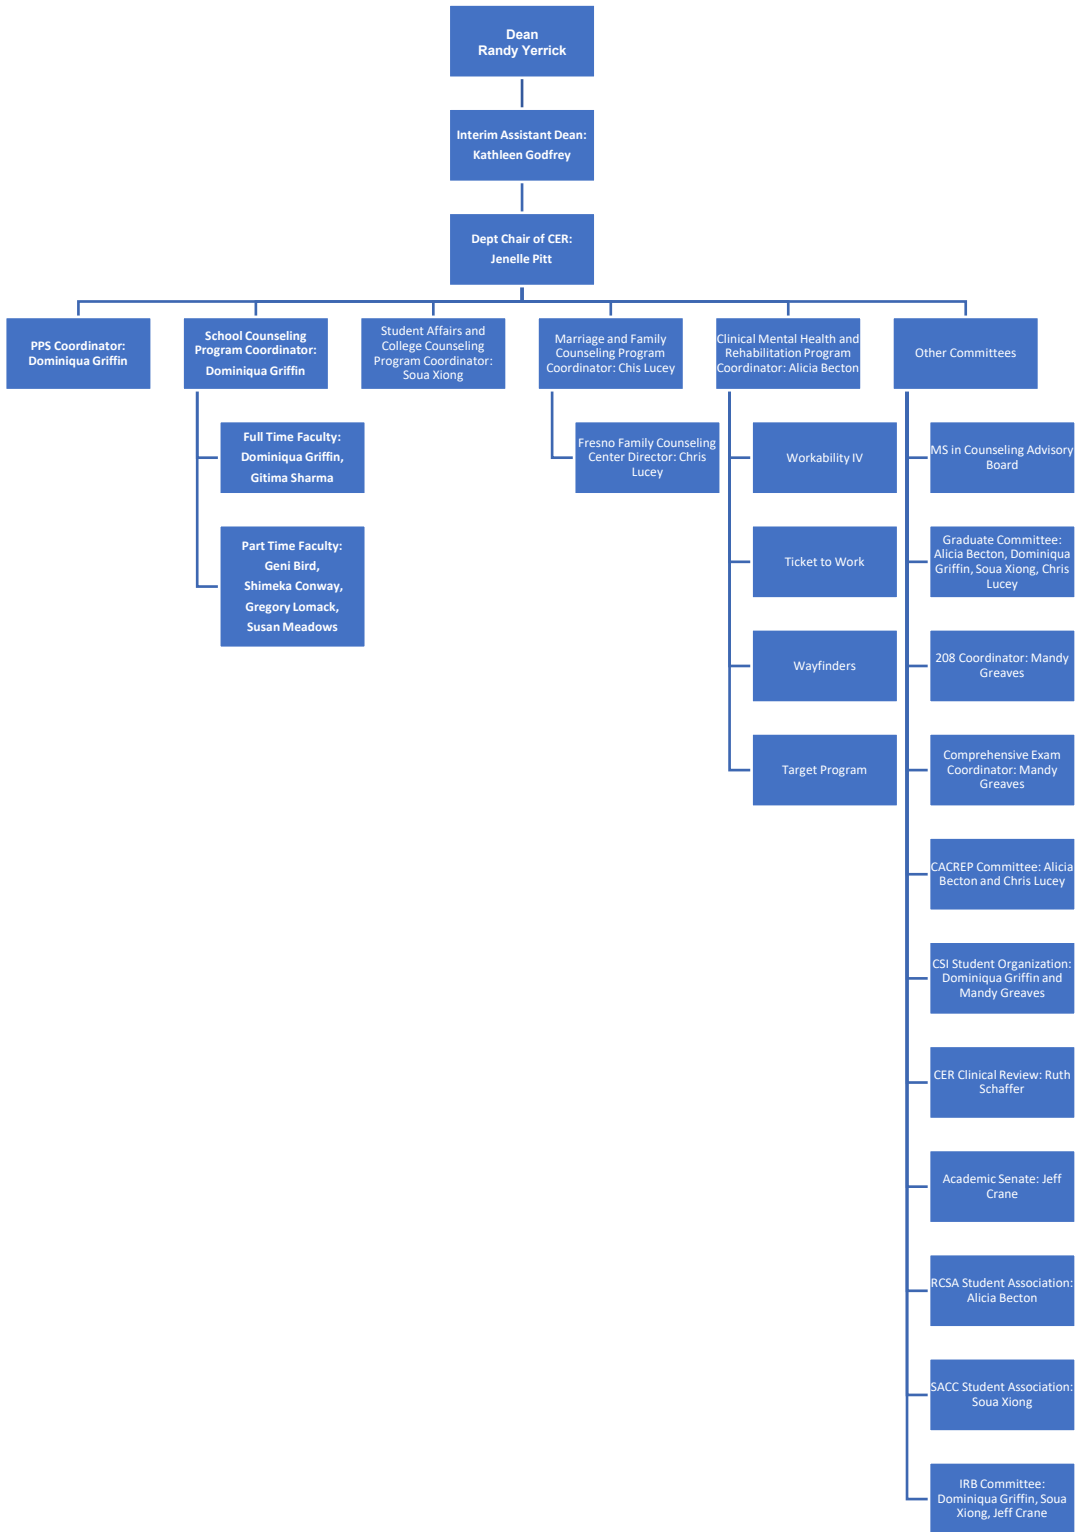 Dean
Randy Yerrick
Interim Assistant Dean:
Kathleen Godfrey
Dept Chair of CER:
Jenelle Pitt
PPS Coordinator:
Dominiqua Griffin
School Counseling
Program Coordinator:
Dominiqua Griffin
Student Affairs and
College Counseling
Program Coordinator:
Soua Xiong
Marriage and Family
Counseling Program
Coordinator: Chis Lucey
Clinical Mental Health and
Rehabilitation Program
Coordinator: Alicia Becton
Other Committees
Full Time Faculty:
Dominiqua Griffin,
Gitima Sharma
Part Time Faculty:
Geni Bird,
Shimeka Conway,
Gregory Lomack,
Susan Meadows
Fresno Family Counseling
Center Director: Chris
Lucey
Workability IV
Ticket to Work
Wayfinders
Target Program
MS in Counseling Advisory
Board
Graduate Committee:
Alicia Becton, Dominiqua
Griffin, Soua Xiong, Chris
Lucey
208 Coordinator: Mandy
Greaves
Comprehensive Exam
Coordinator: Mandy
Greaves
CACREP Committee: Alicia
Becton and Chris Lucey
CSI Student Organization:
Dominiqua Griffin and
Mandy Greaves
CER Clinical Review: Ruth
Schaffer
Academic Senate: Jeff
Crane
RCSA Student Association:
Alicia Becton
SACC Student Association:
Soua Xiong
IRB Committee:
Dominiqua Griffin, Soua
Xiong, Jeff Crane